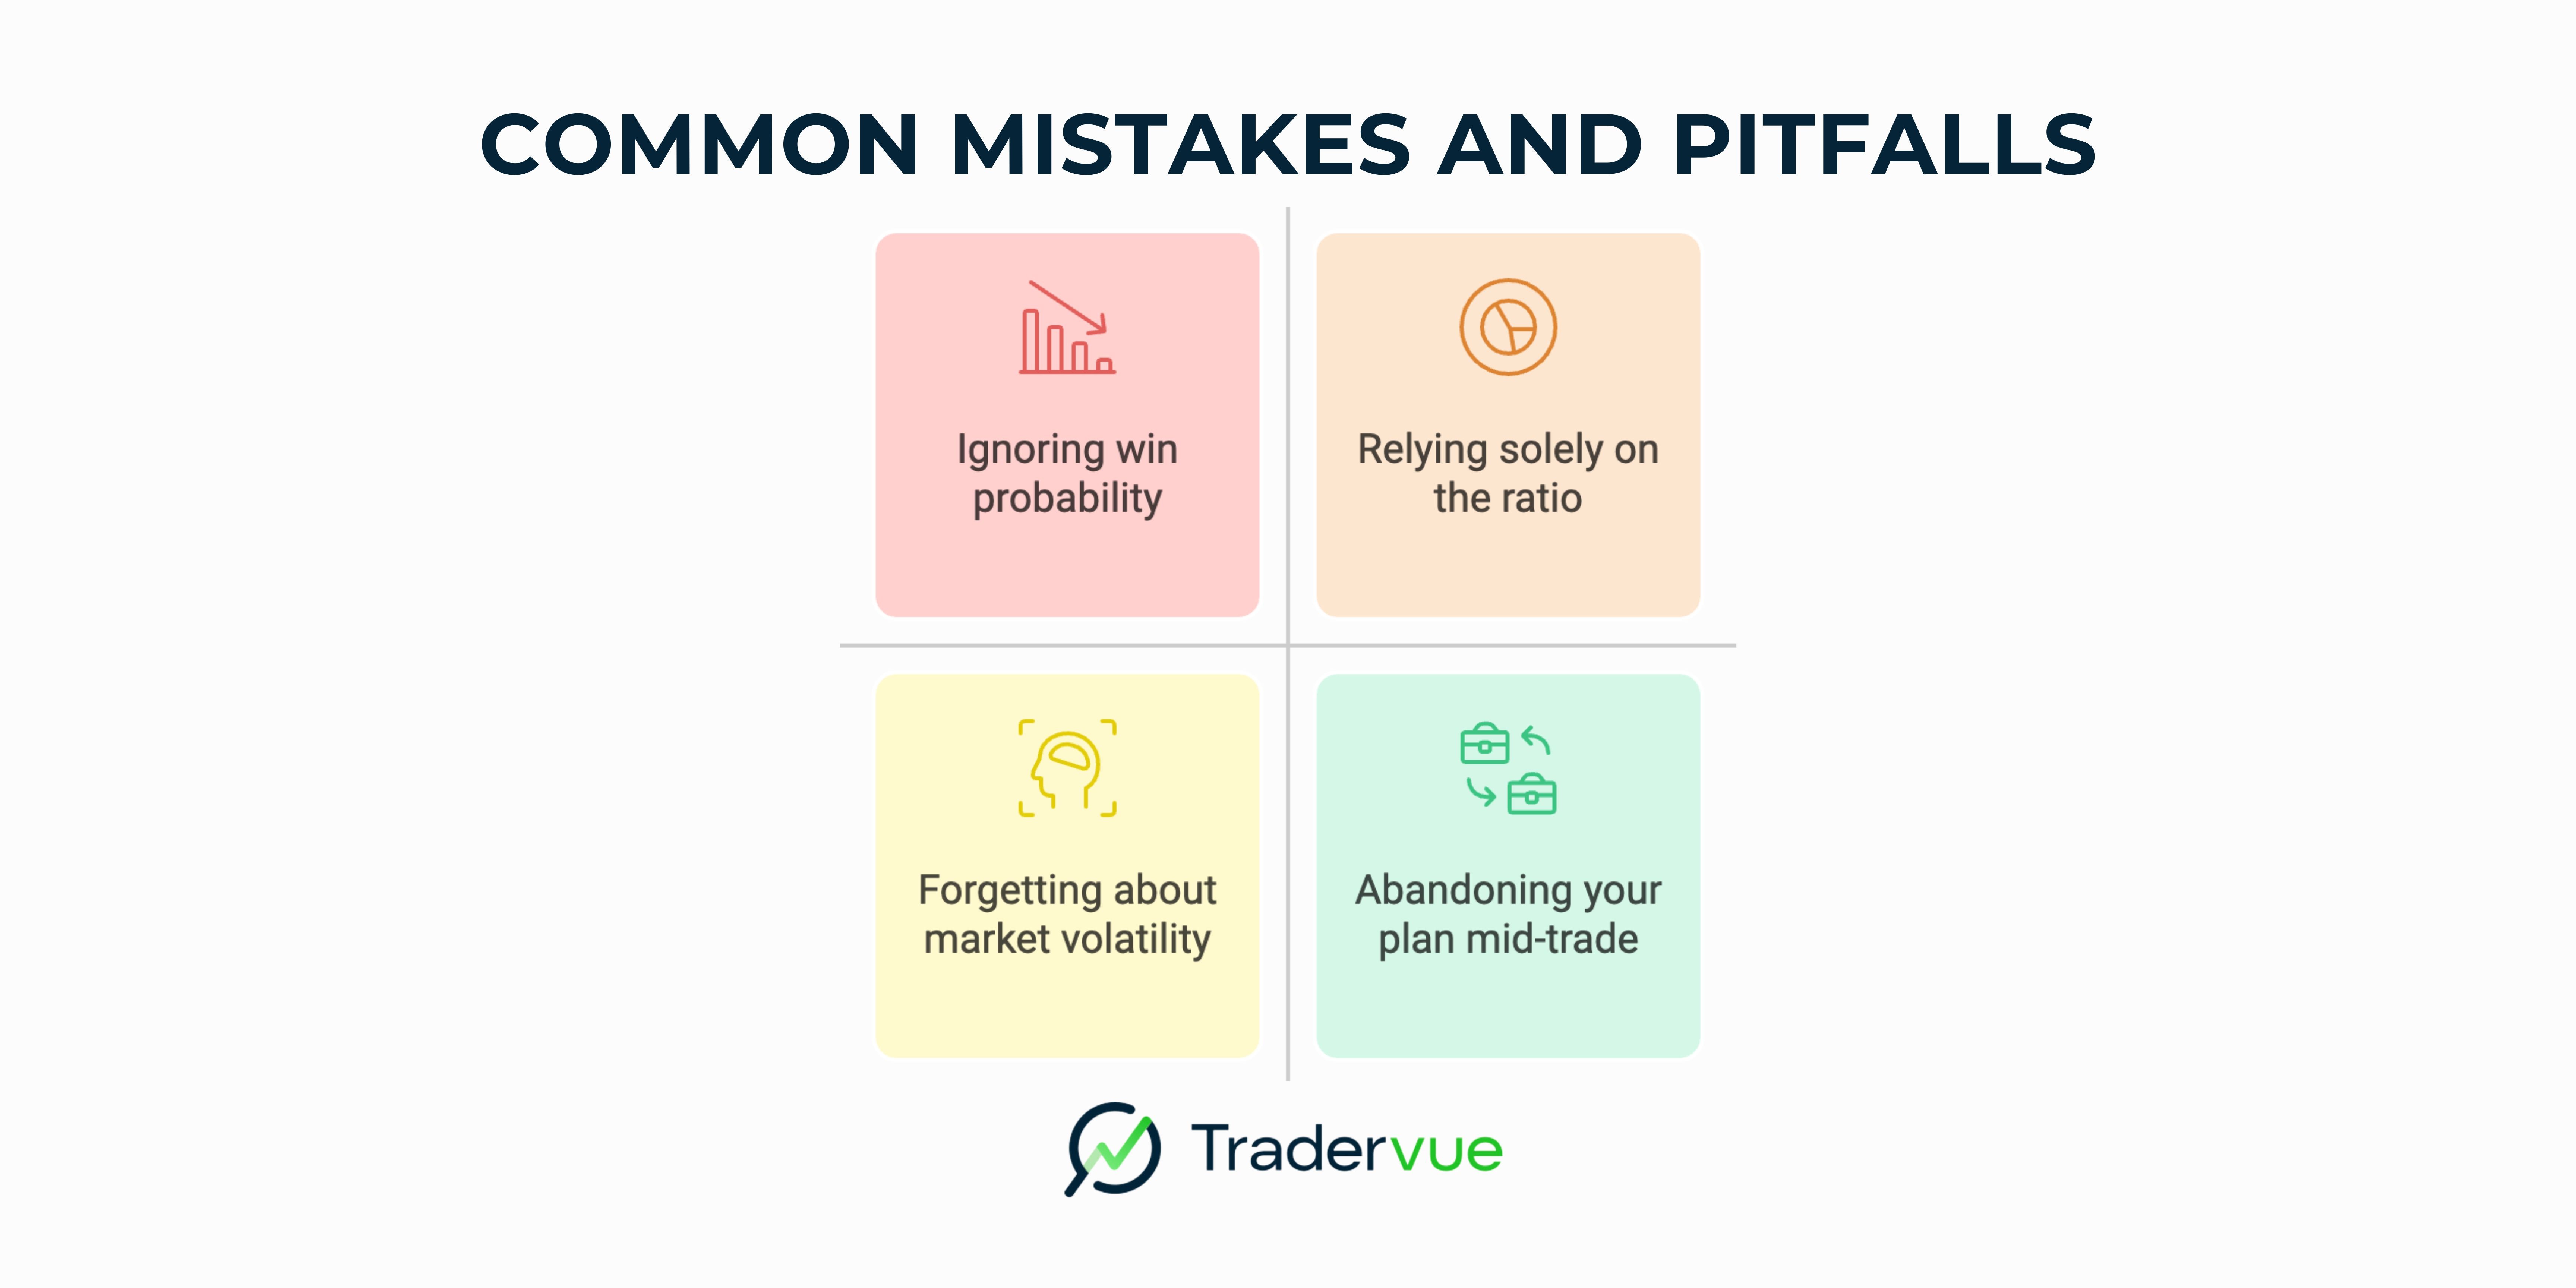 COMMON MISTAKES AND PITFALLS
Ignoring win
probability
Relying solely on
the ratio
Forgetting about
market volatility
Abandoning your
plan mid-trade
Tradervue